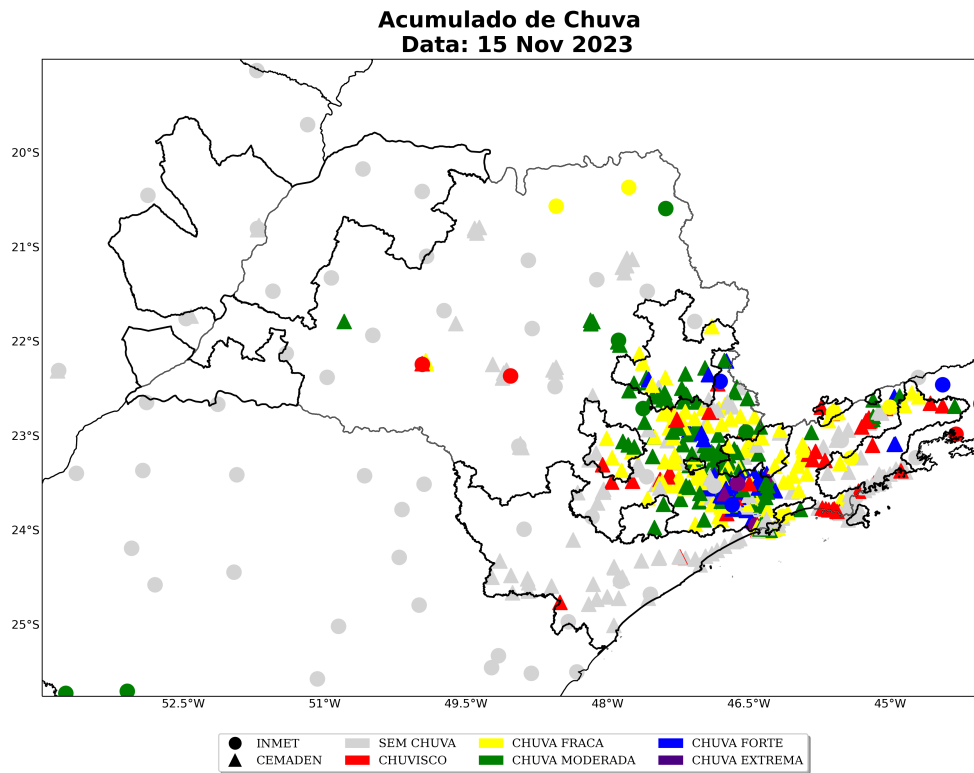 Acumulado de Chuva
Data: 15 Nov 2023
20°S
21°S
22°S
23°S
24°S
25°S
52.5°W 51°W 49.5°W 48°W 46.5°W 45°W
INMET SEM CHUVA CHUVA FRACA CHUVA FORTE
CEMADEN CHUVISCO CHUVA MODERADA CHUVA EXTREMA